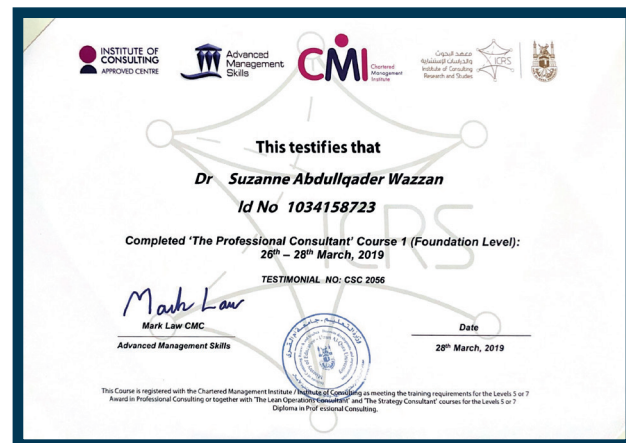 INSTITUTE OF
CONSULTING
APPROVED CENTRE
Advanced
Management
Skills
CMI
Chartered
Management
Institute
معهد البحوث
والدراسات الإستشارية
Institute of Consulting
Research and Studies
ICRS
This testifies that
Dr Suzanne Abdullqader Wazzan
Id No 1034158723
Completed 'The Professional Consultant' Course 1 (Foundation Level):
26th – 28th March, 2019
ICRS
TESTIMONIAL NO: CSC 2056
Mark Law
Mark Law CMC
Advanced Management Skills
Date
28th March, 2019
This Course is registered with the Chartered Management Institute / Institute of Consulting as meeting the training requirements for the Levels 5 or 7
Award in Professional Consulting or together with 'The Lean Operations Consultant' and 'The Strategy Consultant' courses for the Levels 5 or 7
Diploma in Prof essional Consulting.